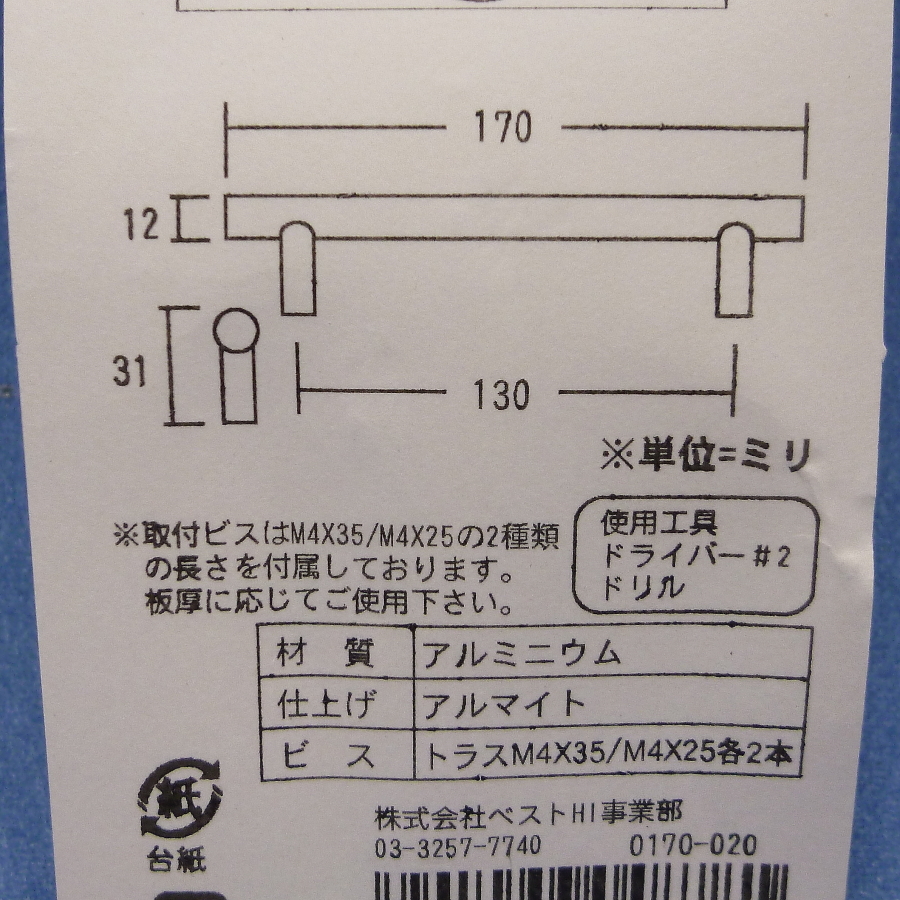 170
12
31
130
※単位=ミリ
※取付ビスはM4X35/M4X25の2種類
の長さを付属しております。
板厚に応じてご使用下さい。
使用工具
ドライバー#2
ドリル
材 質 アルミニウム
仕上げ アルマイト
ビ ス トラスM4X35/M4X25各2本
紙
台紙
株式会社ベストHI事業部
03-3257-7740 0170-020